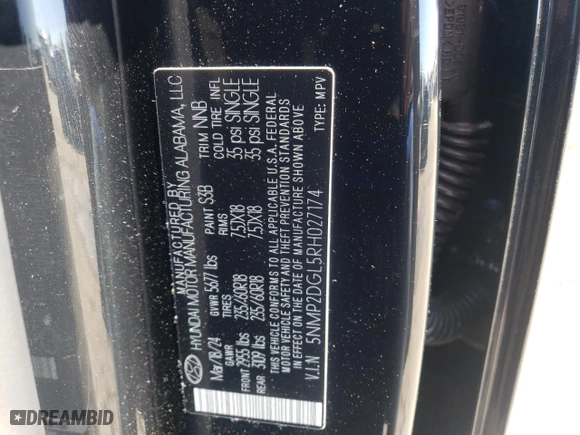 MANUFACTURED BY
HYUNDAI MOTOR MANUFACTURING ALABAMA, LLC
Mar/18/24 GVWR 5677 lbs PAINT S3B TRIM NNB
GAWR TIRES RIMS COLD TIRE INFL
FRONT 2955 lbs 235/60R18 7.5JX18 35 psi SINGLE
REAR 3109 lbs 235/60R18 7.5JX18 35 psi SINGLE
THIS VEHICLE CONFORMS TO ALL APPLICABLE U.S.A. FEDERAL
MOTOR VEHICLE SAFETY, BUMPER, AND THEFT PREVENTION STANDARDS
IN EFFECT ON THE DATE OF MANUFACTURE SHOWN ABOVE
V.I.N 5NMP2DGL5RH027174 TYPE: MPV
DREAMBID